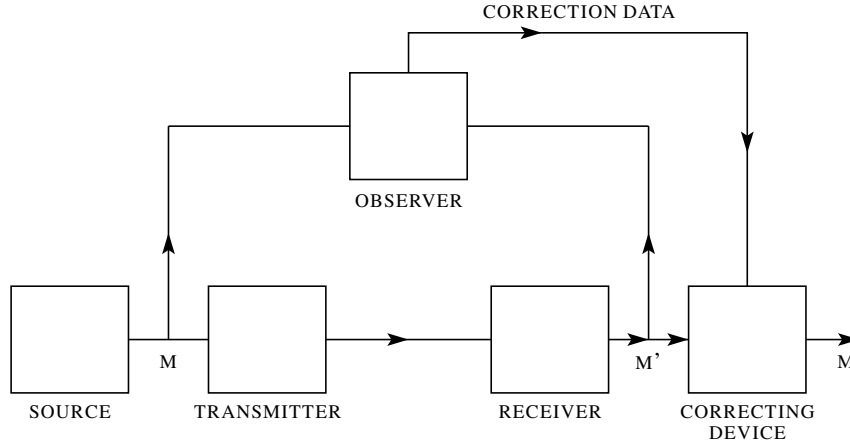 CORRECTION DATA
OBSERVER
M
M'
M
SOURCE
TRANSMITTER
RECEIVER
CORRECTING
DEVICE